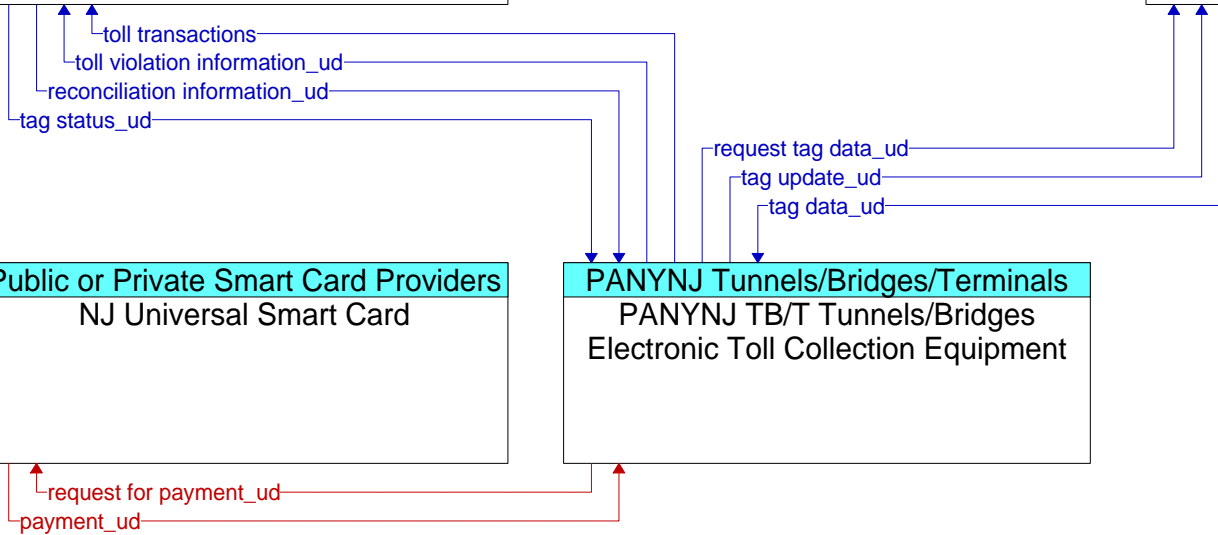 toll transactions
toll violation information_ud
reconciliation information_ud
tag status_ud
request tag data_ud
tag update_ud
tag data_ud
Public or Private Smart Card Providers
NJ Universal Smart Card
PANYNJ Tunnels/Bridges/Terminals
PANYNJ TB/T Tunnels/Bridges
Electronic Toll Collection Equipment
request for payment_ud
payment_ud